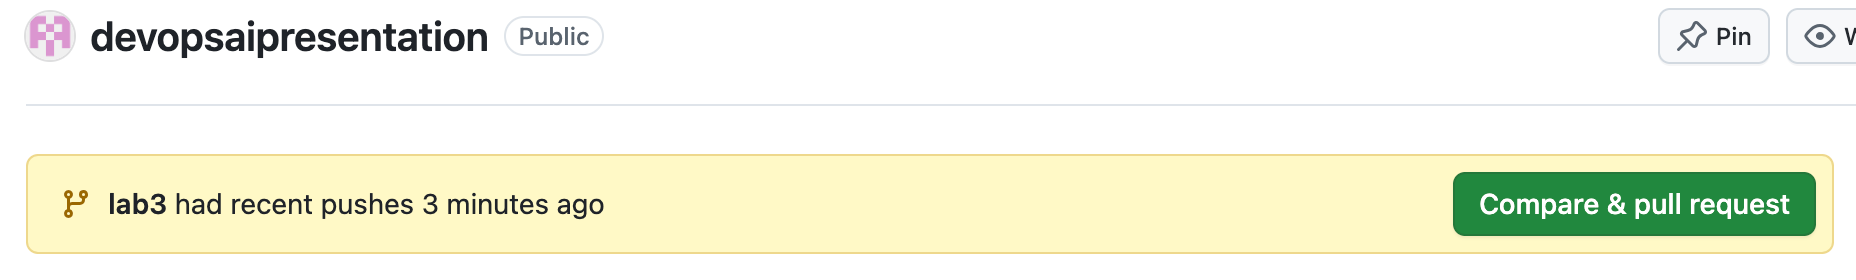 devopsaipresentation Public Pin W
lab3 had recent pushes 3 minutes ago Compare & pull request